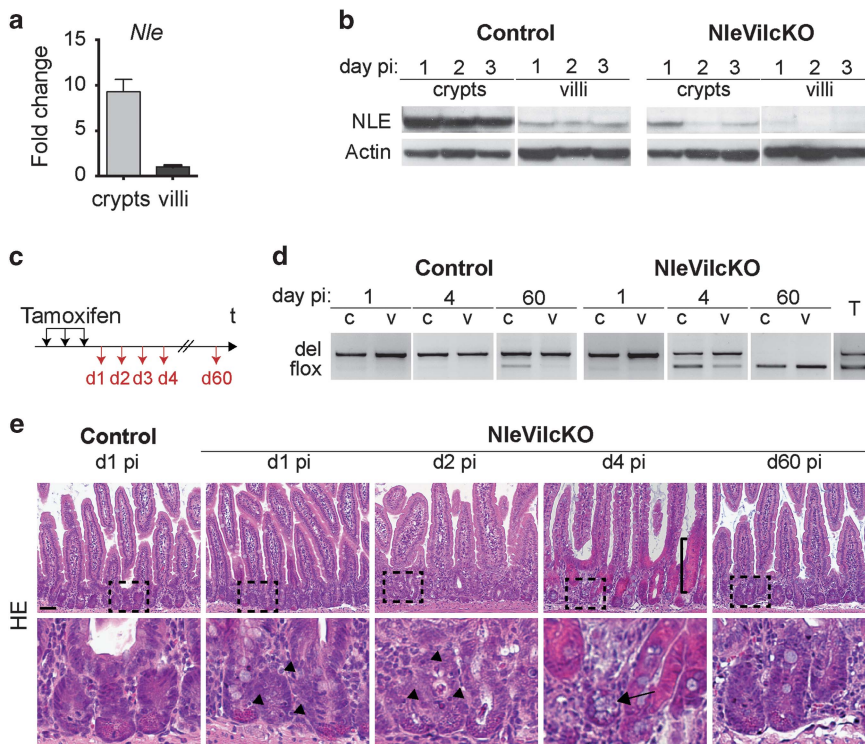 a
Nle
Fold change
15
10
5
0
crypts villi
b
Control NleVilcKO
day pi: 1 2 3 1 2 3 1 2 3 1 2 3
crypts villi crypts villi
NLE
Actin
c
Tamoxifen t
d1 d2 d3 d4 d60
d
Control NleVilcKO
day pi: 1 4 60 1 4 60 T
c v c v c v c v c v c v
del
flox
e
Control NleVilcKO
d1 pi d1 pi d2 pi d4 pi d60 pi
HE